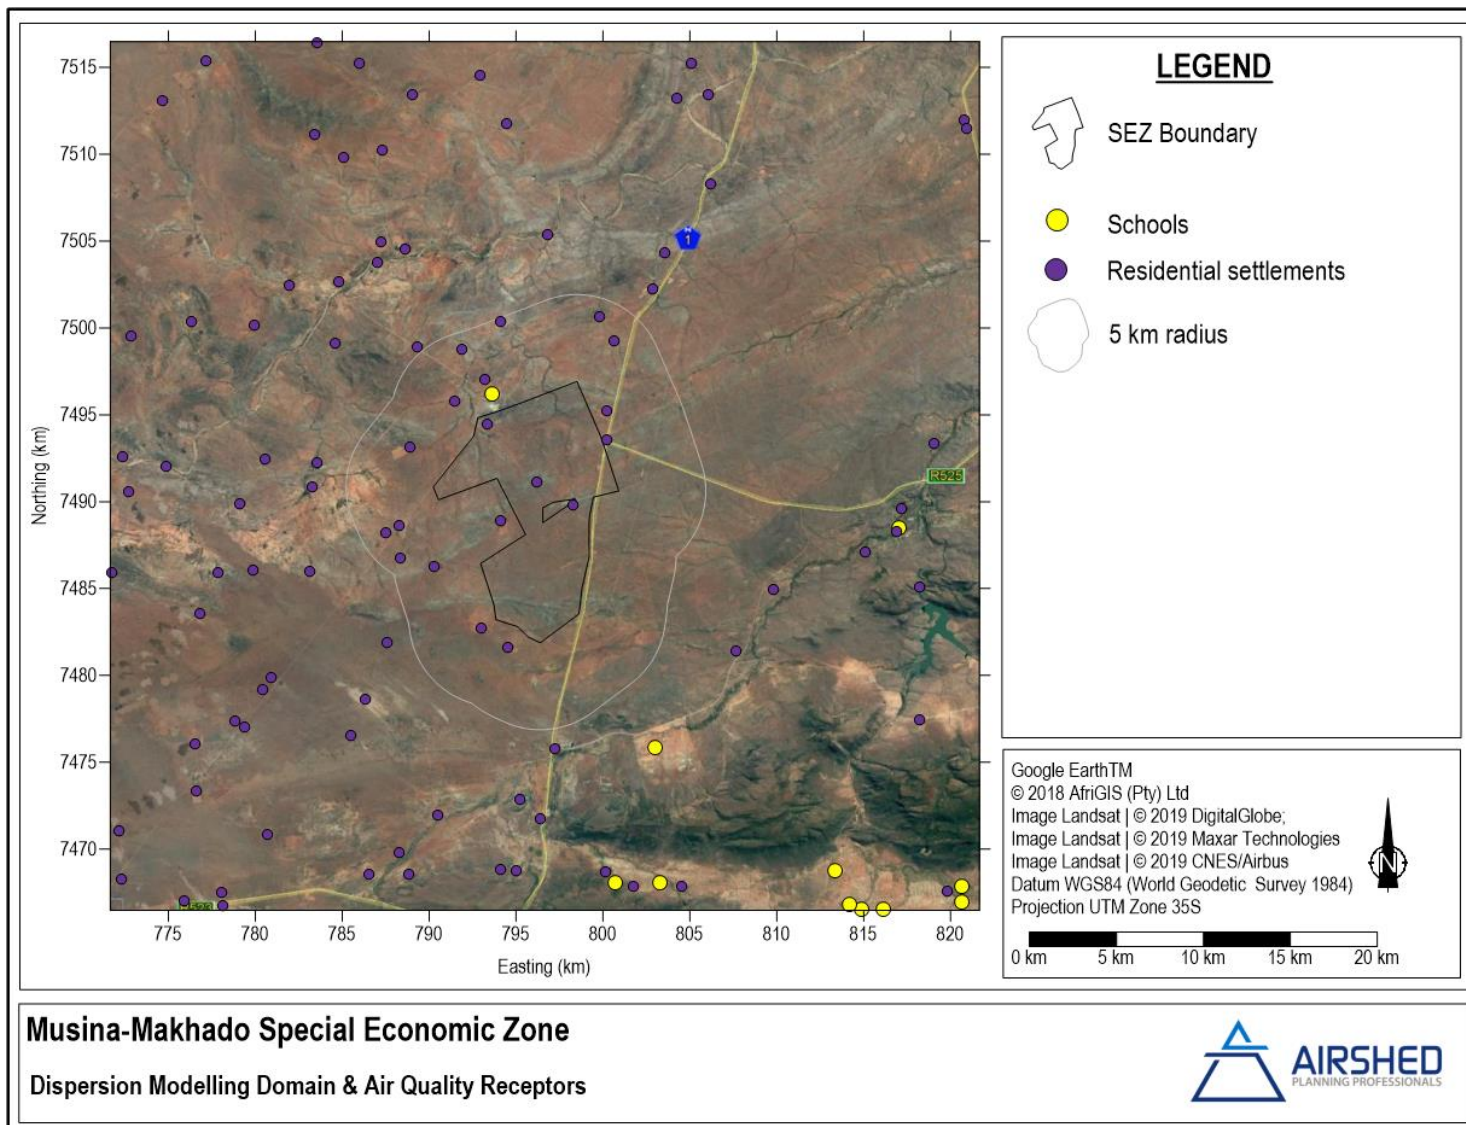 7515
7510
7505
7500
7495
7490
7485
7480
7475
7470
Northing (km)
775
780
785
790
795
800
805
810
815
820
Easting (km)
N
1
R525
LEGEND
SEZ Boundary
Schools
Residential settlements
5 km radius
Google EarthTM
© 2018 AfriGIS (Pty) Ltd
Image Landsat | © 2019 DigitalGlobe;
Image Landsat | © 2019 Maxar Technologies
Image Landsat | © 2019 CNES/Airbus
Datum WGS84 (World Geodetic Survey 1984)
Projection UTM Zone 35S
N
0 km 5 km 10 km 15 km 20 km
Musina-Makhado Special Economic Zone
Dispersion Modelling Domain & Air Quality Receptors
AIRSHED
PLANNING PROFESSIONALS